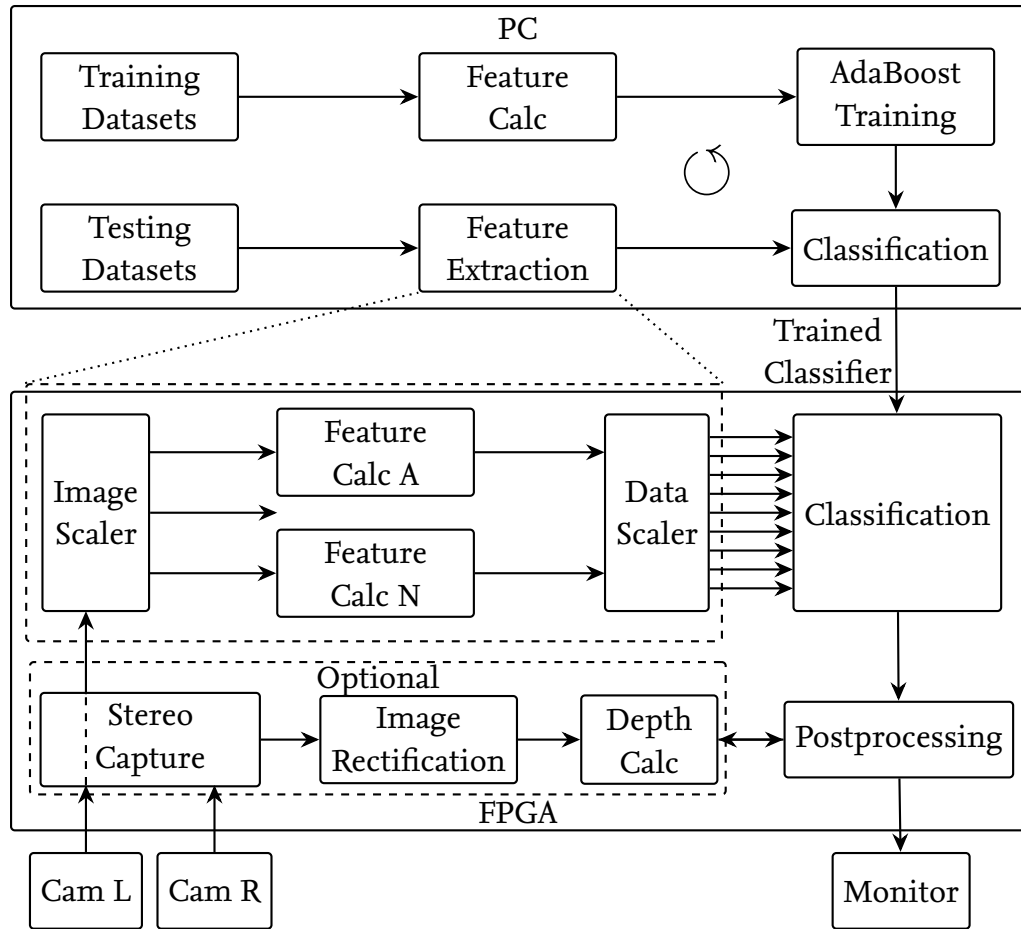 PC
Training
Datasets
Feature
Calc
AdaBoost
Training
Testing
Datasets
Feature
Extraction
Classification
Trained
Classifier
Image
Scaler
Feature
Calc A
Feature
Calc N
Data
Scaler
Classification
Optional
Stereo
Capture
Image
Rectification
Depth
Calc
Postprocessing
FPGA
Cam L
Cam R
Monitor